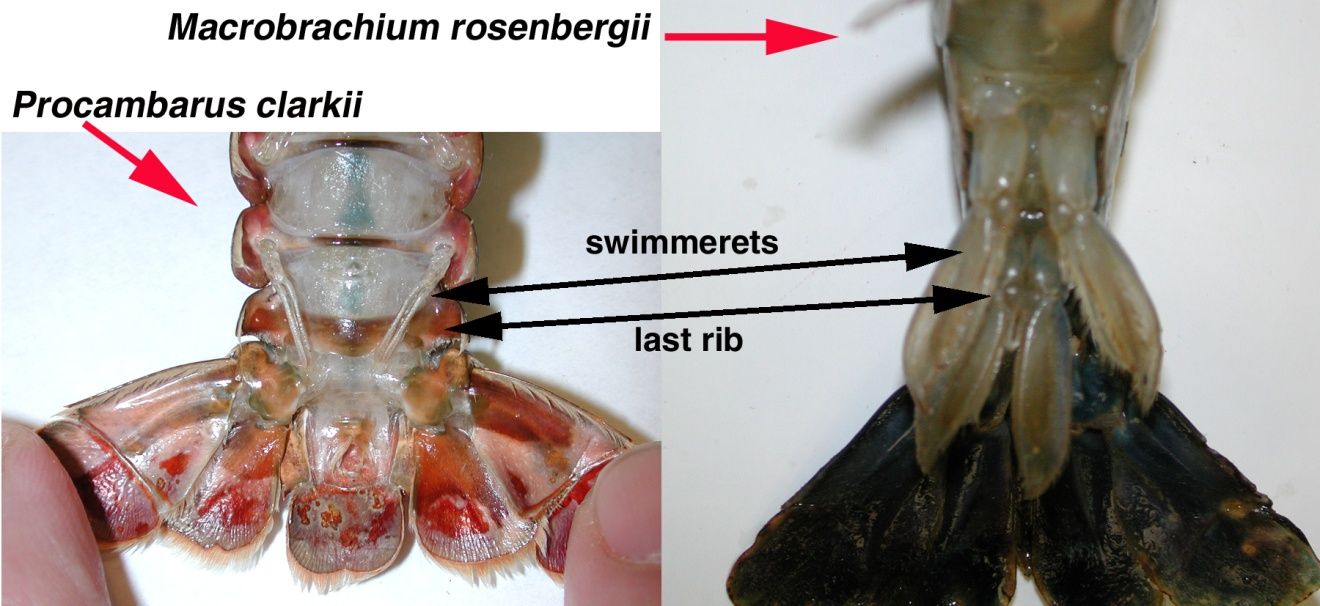 Macrobrachium rosenbergii
Procambarus clarkii
swimmerets
last rib